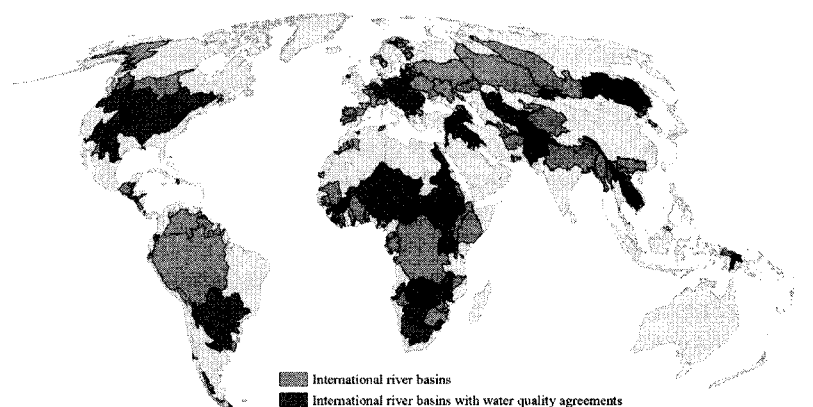 International river basins
International river basins with water quality agreements